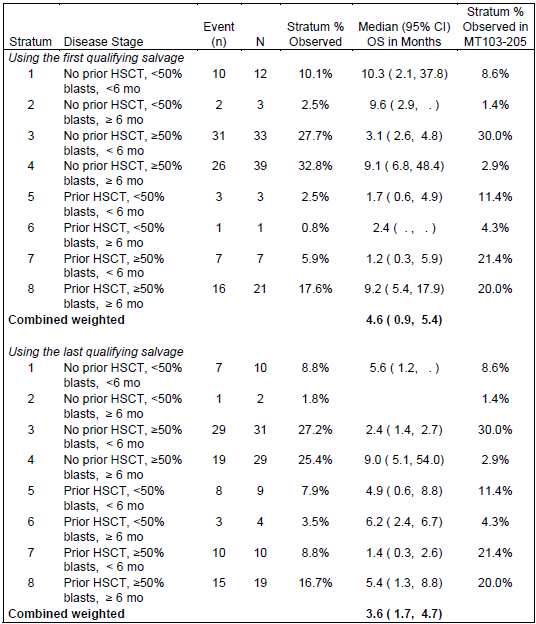 Stratum %
Event Stratum % Median (95% CI) Observed in
Stratum Disease Stage (n) N Observed OS in Months MT103-205
Using the first qualifying salvage
1 No prior HSCT, <50% 10 12 10.1% 10.3 ( 2.1, 37.8) 8.6%
blasts, <6 mo
2 No prior HSCT, <50% 2 3 2.5% 9.6 ( 2.9, . ) 1.4%
blasts, ≥ 6 mo
3 No prior HSCT, ≥50% 31 33 27.7% 3.1 ( 2.6, 4.8) 30.0%
blasts, < 6 mo
4 No prior HSCT, ≥50% 26 39 32.8% 9.1 ( 6.8, 48.4) 2.9%
blasts, ≥ 6 mo
5 Prior HSCT, <50% 3 3 2.5% 1.7 ( 0.6, 4.9) 11.4%
blasts, < 6 mo
6 Prior HSCT, <50% 1 1 0.8% 2.4 ( . , . ) 4.3%
blasts, ≥ 6 mo
7 Prior HSCT, ≥50% 7 7 5.9% 1.2 ( 0.3, 5.9) 21.4%
blasts, < 6 mo
8 Prior HSCT, ≥50% 16 21 17.6% 9.2 ( 5.4, 17.9) 20.0%
blasts, ≥ 6 mo
Combined weighted 4.6 ( 0.9, 5.4)
Using the last qualifying salvage
1 No prior HSCT, <50% 7 10 8.8% 5.6 ( 1.2, . ) 8.6%
blasts, <6 mo
2 No prior HSCT, <50% 1 2 1.8% 1.4%
blasts, ≥ 6 mo
3 No prior HSCT, ≥50% 29 31 27.2% 2.4 ( 1.4, 2.7) 30.0%
blasts, < 6 mo
4 No prior HSCT, ≥50% 19 29 25.4% 9.0 ( 5.1, 54.0) 2.9%
blasts, ≥ 6 mo
5 Prior HSCT, <50% 8 9 7.9% 4.9 ( 0.6, 8.8) 11.4%
blasts, < 6 mo
6 Prior HSCT, <50% 3 4 3.5% 6.2 ( 2.4, 6.7) 4.3%
blasts, ≥ 6 mo
7 Prior HSCT, ≥50% 10 10 8.8% 1.4 ( 0.3, 2.6) 21.4%
blasts, < 6 mo
8 Prior HSCT, ≥50% 15 19 16.7% 5.4 ( 1.3, 8.8) 20.0%
blasts, ≥ 6 mo
Combined weighted 3.6 ( 1.7, 4.7)